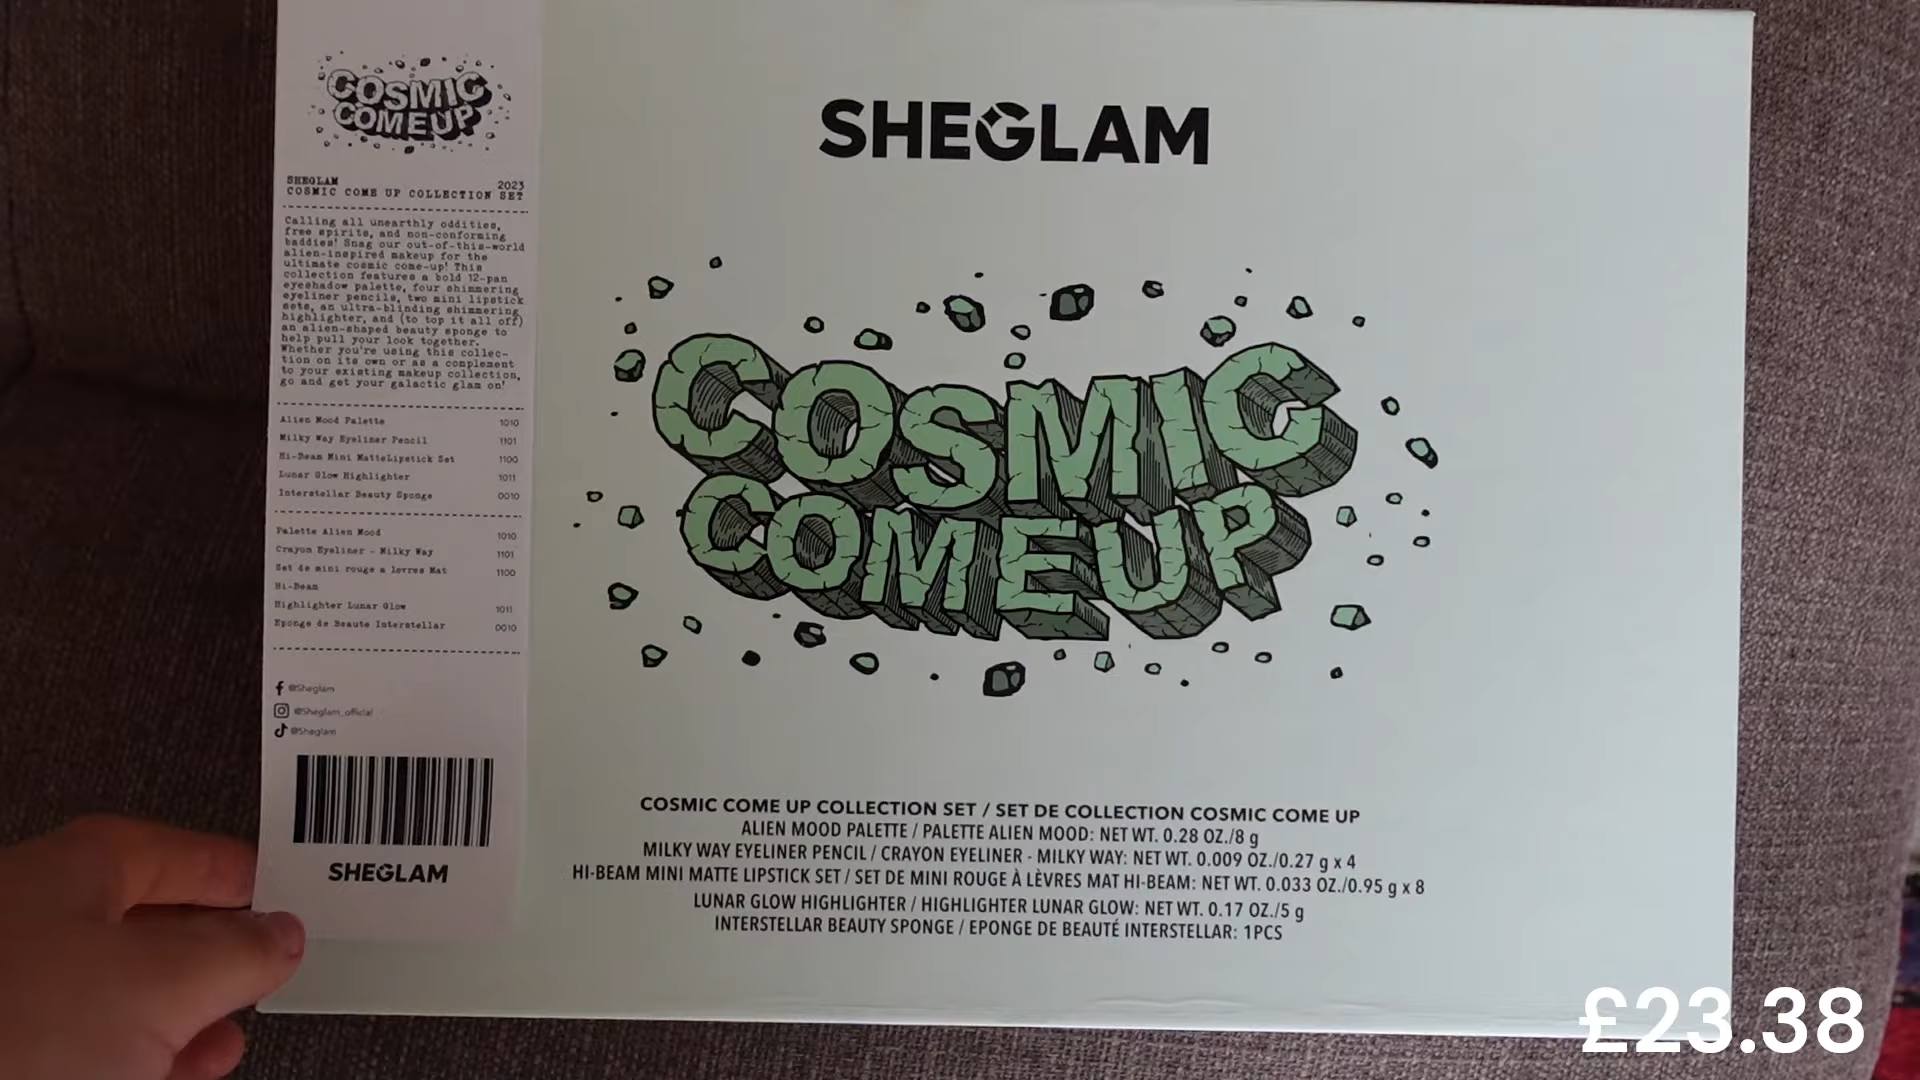 COSMIC
COMEUP
SHEGLAM 2023
COSMIC COME UP COLLECTION SET
Calling all unearthly oddities,
free spirits, and non-conforming
baddies! Snag our out-of-this-world
alien-inspired makeup for the
ultimate cosmic come-up! This
collection features a bold 12-pan
eyeshadow palette, four shimmering
eyeliner pencils, two mini lipstick
sets, an ultra-blinding shimmering
highlighter, and (to top it all off)
an alien-shaped beauty sponge to
help pull your look together.
Whether you're using this collec-
tion on its own or as a complement
to your existing makeup collection,
go and get your galactic glam on!
Alien Mood Palette 1010
Milky Way Eyeliner Pencil 1101
Hi-Beam Mini MatteLipstick Set 1100
Lunar Glow Highlighter 1011
Interstellar Beauty Sponge 0010
Palette Alien Mood 1010
Crayon Eyeliner - Milky Way 1101
Set de mini rouge a levres Mat 1100
Hi-Beam
Highlighter Lunar Glow 1011
Eponge de Beaute Interstellar 0010
@Sheglam
@Sheglam_official
@Sheglam
SHEGLAM
SHEGLAM
COSMIC
COMEUP
COSMIC COME UP COLLECTION SET / SET DE COLLECTION COSMIC COME UP
ALIEN MOOD PALETTE / PALETTE ALIEN MOOD: NET WT. 0.28 OZ./8 g
MILKY WAY EYELINER PENCIL / CRAYON EYELINER - MILKY WAY: NET WT. 0.009 OZ./0.27 g x 4
HI-BEAM MINI MATTE LIPSTICK SET / SET DE MINI ROUGE À LÈVRES MAT HI-BEAM: NET WT. 0.033 OZ./0.95 g x 8
LUNAR GLOW HIGHLIGHTER / HIGHLIGHTER LUNAR GLOW: NET WT. 0.17 OZ./5 g
INTERSTELLAR BEAUTY SPONGE / EPONGE DE BEAUTÉ INTERSTELLAR: 1PCS
£23.38